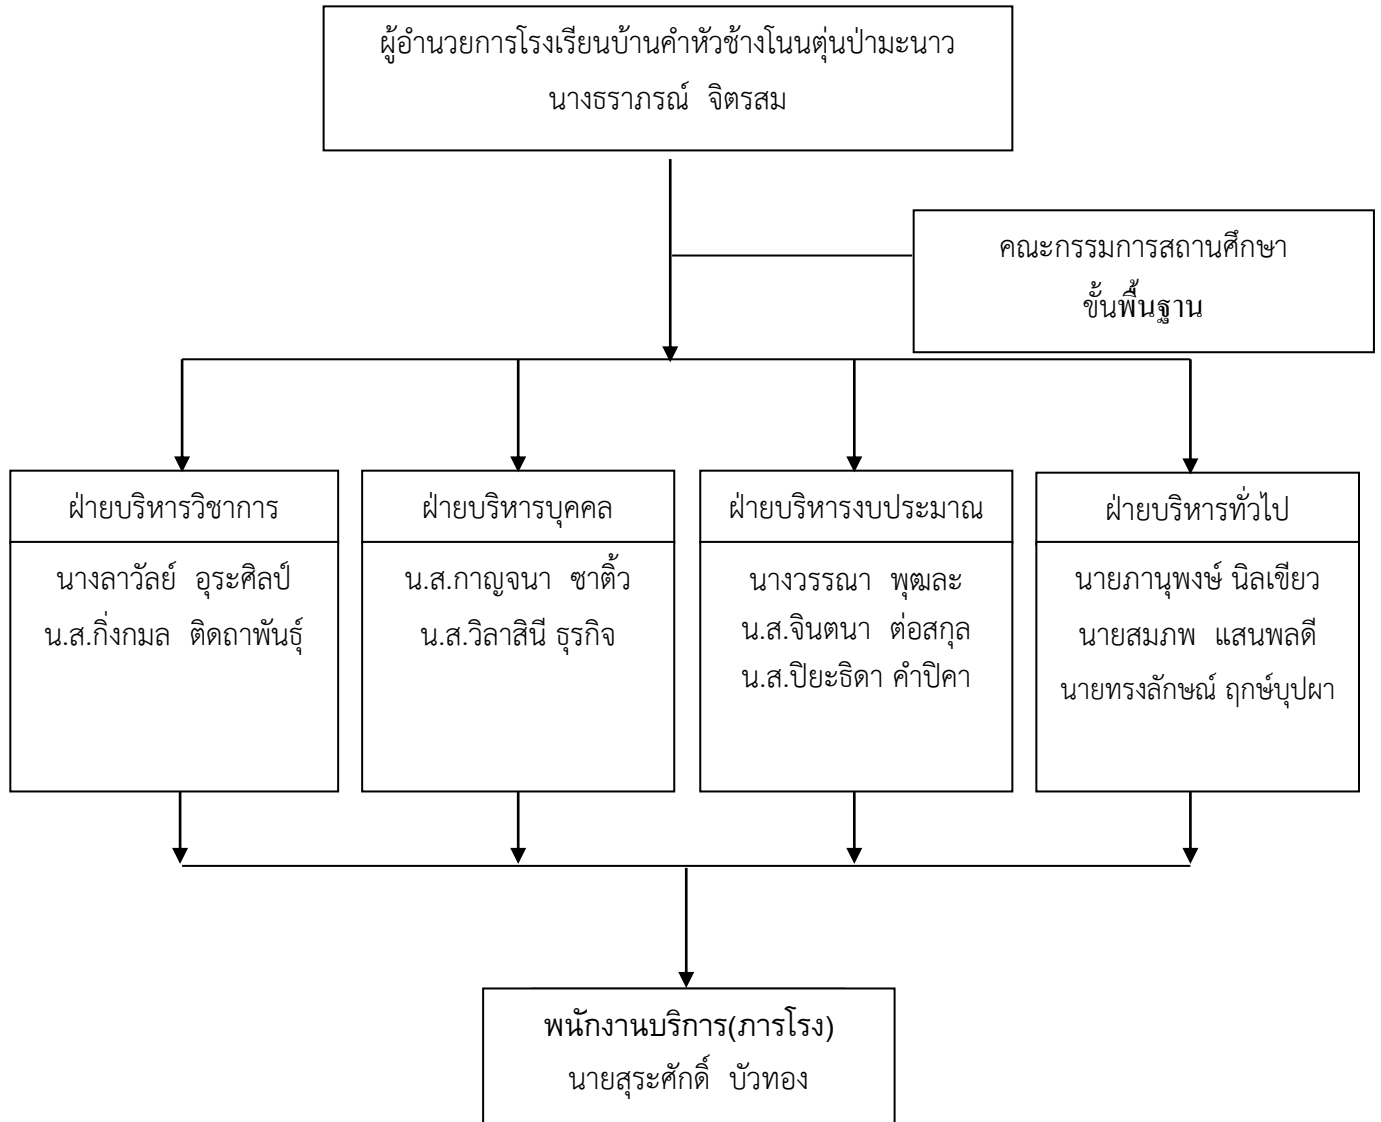 ผู้อำนวยการโรงเรียนบ้านคำหัวช้างโนนตุ่นป่ามะนาว
นางธราภรณ์ จิตรสม
คณะกรรมการสถานศึกษา
ขั้นพื้นฐาน
ฝ่ายบริหารวิชาการ
นางลาวัลย์ อุระศิลป์
น.ส.กิ่งกมล ติดถาพันธุ์
ฝ่ายบริหารบุคคล
น.ส.กาญจนา ซาติ้ว
น.ส.วิลาสินี ธุรกิจ
ฝ่ายบริหารงบประมาณ
นางวรรณา พุฒละ
น.ส.จินตนา ต่อสกุล
น.ส.ปิยะธิดา คำปิคา
ฝ่ายบริหารทั่วไป
นายภานุพงษ์ นิลเขียว
นายสมภพ แสนพลดี
นายทรงลักษณ์ ฤกษ์บุปผา
พนักงานบริการ(ภารโรง)
นายสุระศักดิ์ บัวทอง